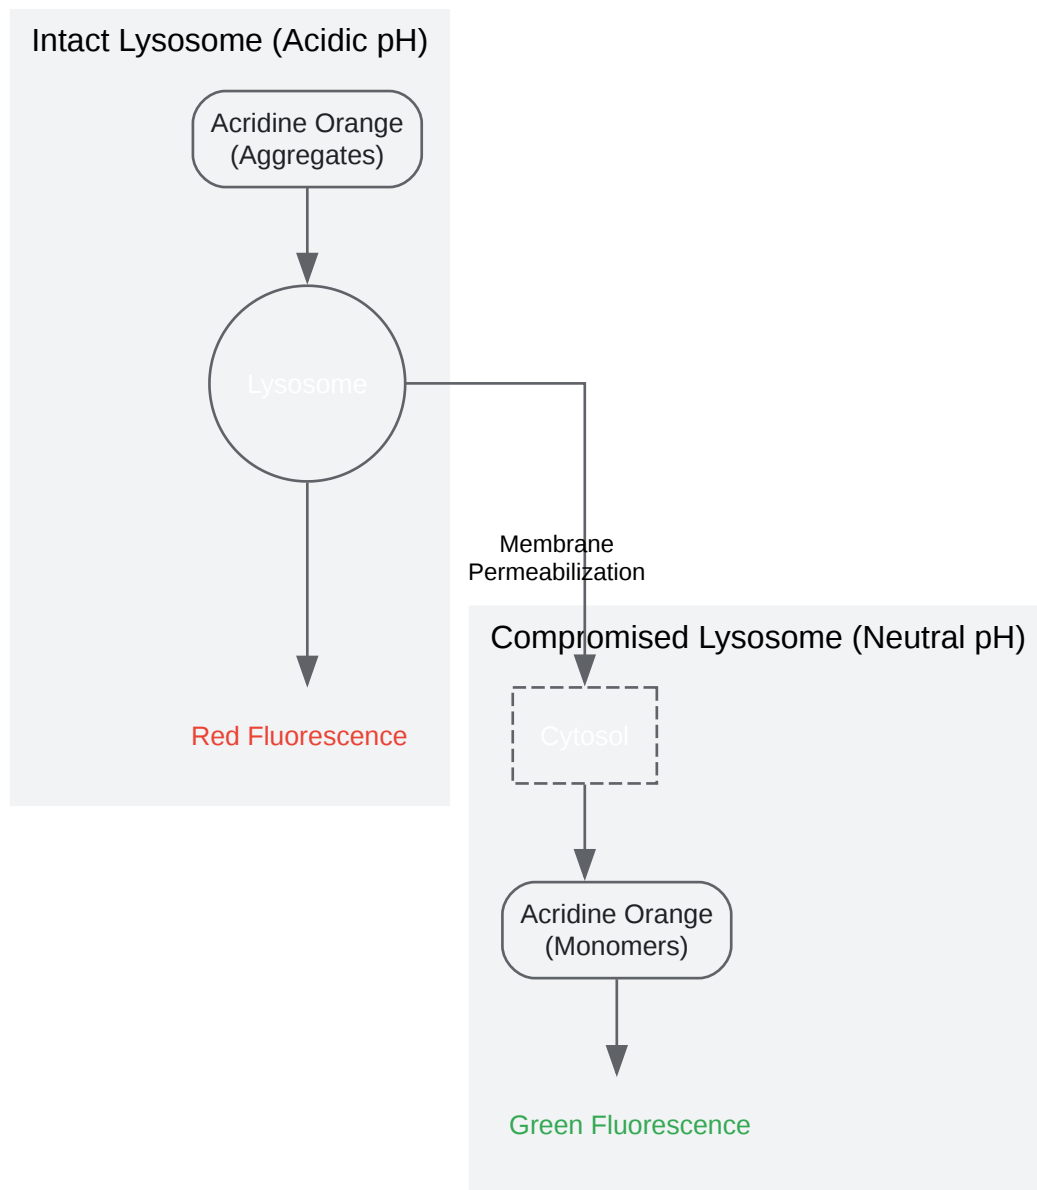 Intact Lysosome (Acidic pH)
Acridine Orange
(Aggregates)
Lysosome
Membrane
Permeabilization
Compromised Lysosome (Neutral pH)
Red Fluorescence
Cytosol
Acridine Orange
(Monomers)
Green Fluorescence